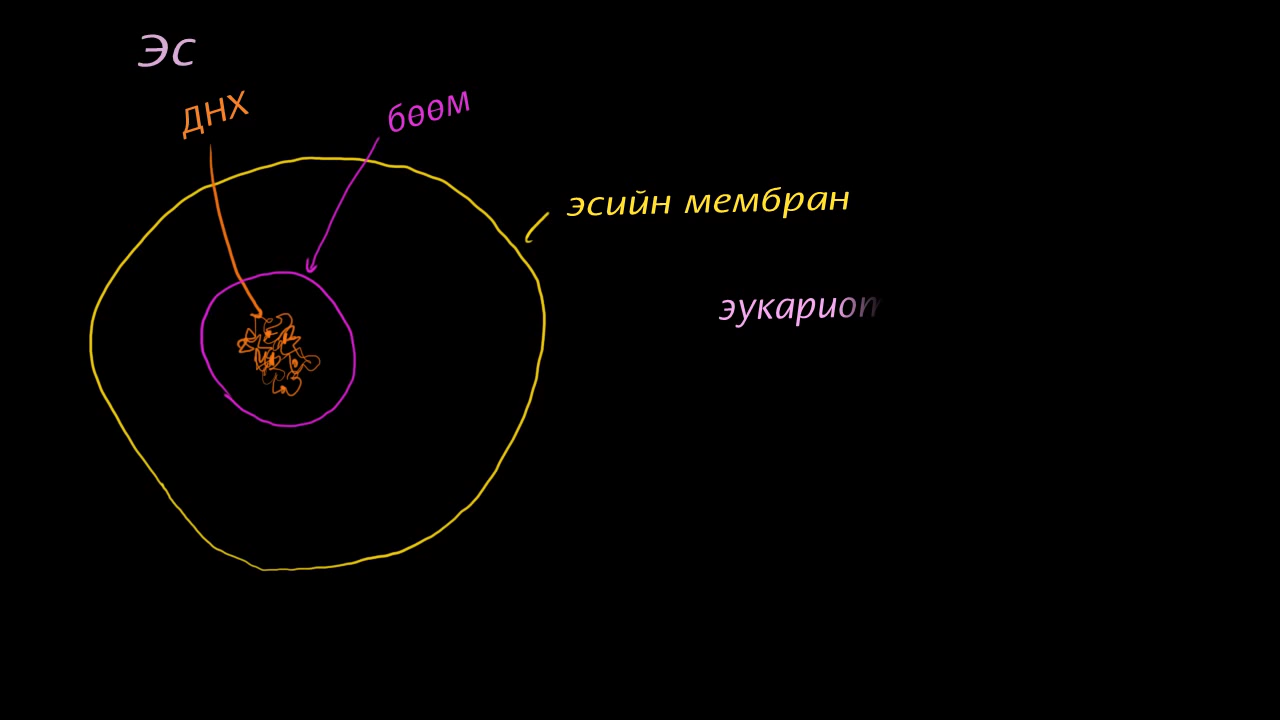 Эс
ДНХ
бөөм
эсийн мембран
эукариот